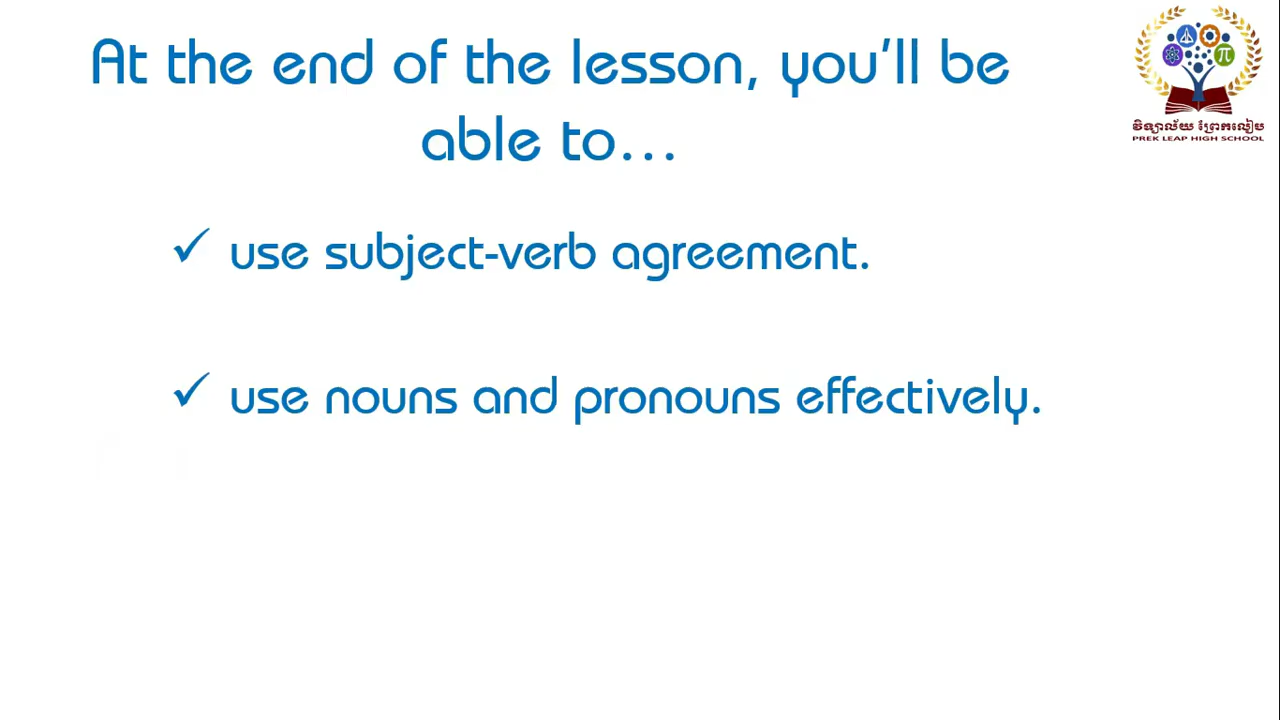 At the end of the lesson, you'll be
able to...
✓ use subject-verb agreement.
✓ use nouns and pronouns effectively.
វិទ្យាល័យ ព្រែកលៀប
PREK LEAP HIGH SCHOOL
π